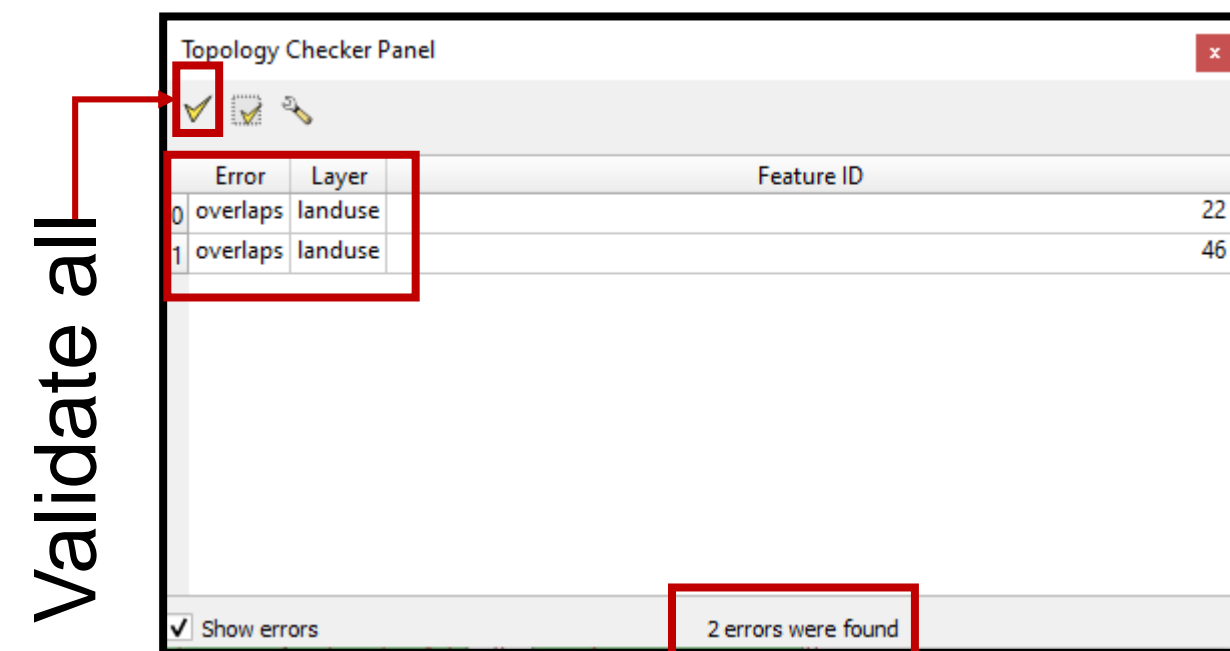 Validate all
Topology Checker Panel
x
Error Layer Feature ID
0 overlaps landuse 22
1 overlaps landuse 46
Show errors 2 errors were found